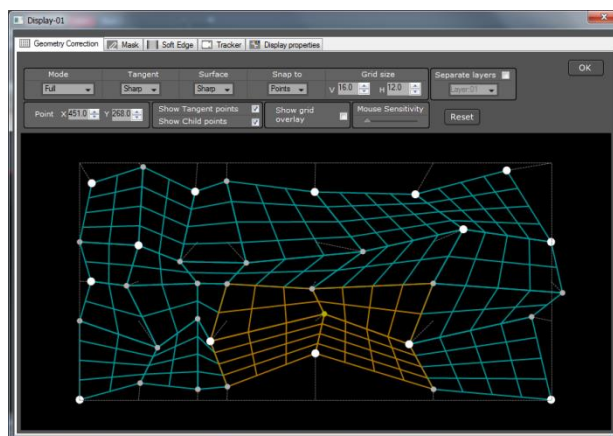 Display-01
Geometry Correction Mask Soft Edge Tracker Display properties
Mode Tangent Surface Snap to Grid size Separate layers OK
Full Sharp Sharp Points V 16.0 H 12.0 Layer-01
Point X 451.0 Y 268.0 Show Tangent points Show grid Mouse Sensitivity Reset
Show Child points overlay